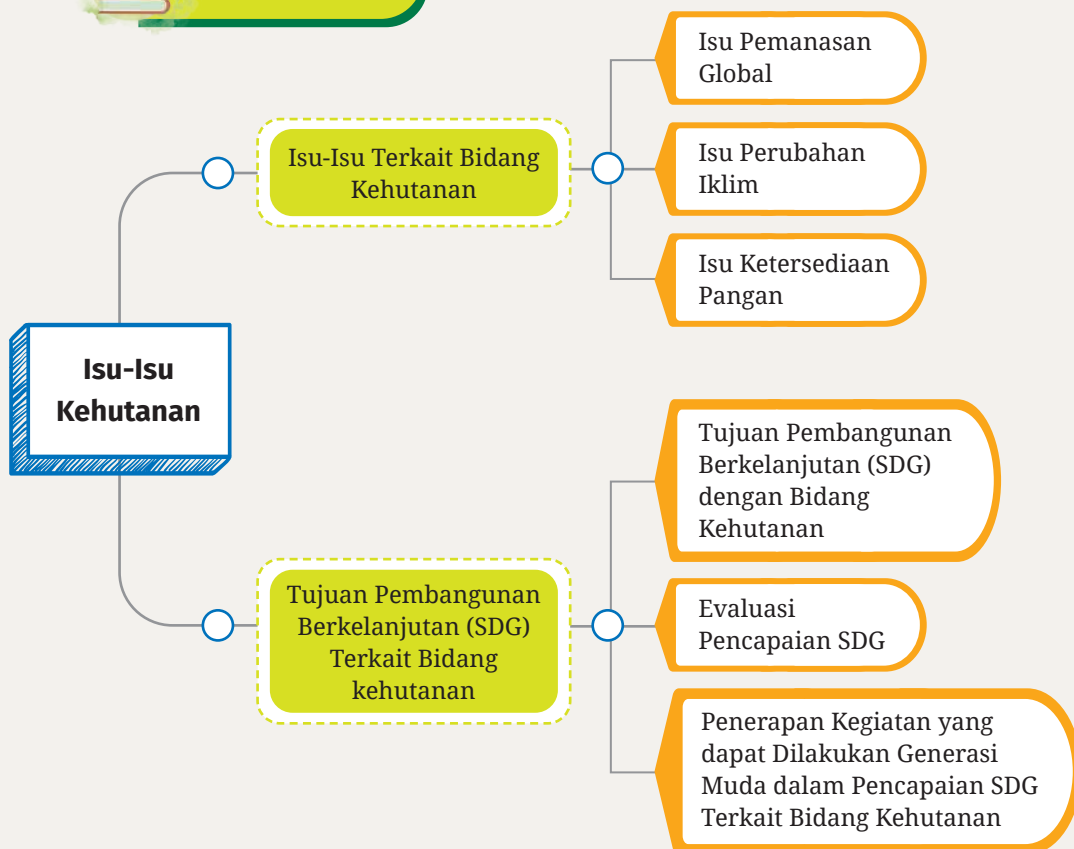 Isu-Isu
Kehutanan
Isu-Isu Terkait Bidang
Kehutanan
Isu Pemanasan
Global
Isu Perubahan
Iklim
Isu Ketersediaan
Pangan
Tujuan Pembangunan
Berkelanjutan (SDG)
Terkait Bidang
kehutanan
Tujuan Pembangunan
Berkelanjutan (SDG)
dengan Bidang
Kehutanan
Evaluasi
Pencapaian SDG
Penerapan Kegiatan yang
dapat Dilakukan Generasi
Muda dalam Pencapaian SDG
Terkait Bidang Kehutanan